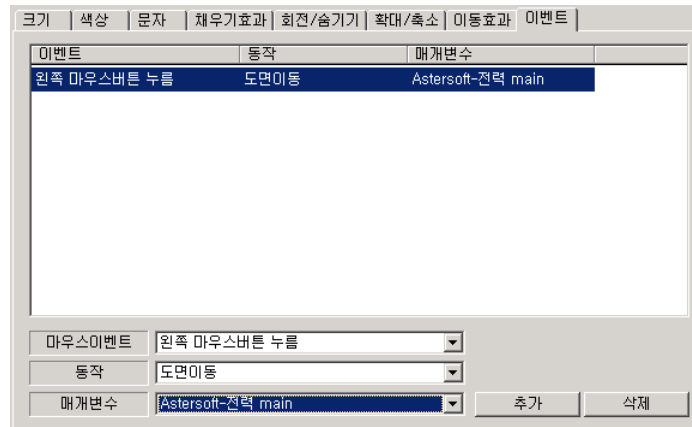 크기 색상 문자 채우기효과 회전/숨기기 확대/축소 이동효과 이벤트
이벤트 동작 매개변수
왼쪽 마우스버튼 누름 도면이동 Astersoft-전력 main
마우스이벤트 왼쪽 마우스버튼 누름
동작 도면이동
매개변수 Astersoft-전력 main 추가 삭제